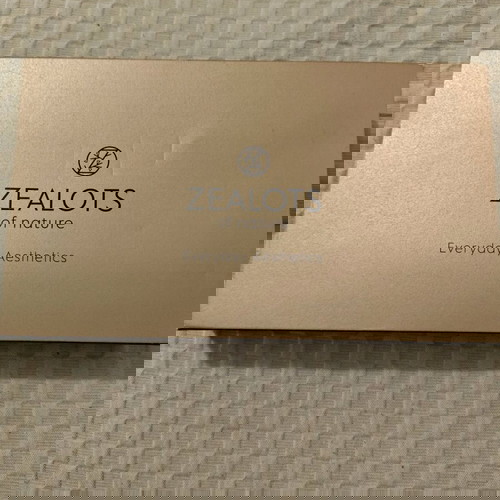 ZEALOTS
of nature
Everyday Aesthetics
ZEALOTS